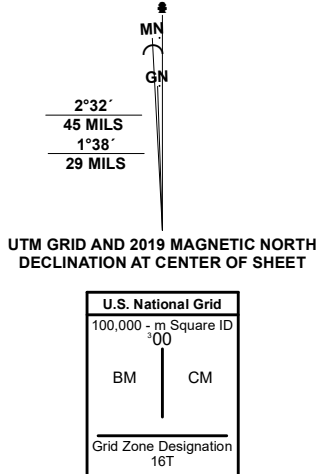 MN
GN
2°32´
45 MILS
1°38´
29 MILS
UTM GRID AND 2019 MAGNETIC NORTH
DECLINATION AT CENTER OF SHEET
U.S. National Grid
100,000 - m Square ID
³00
BM CM
Grid Zone Designation
16T